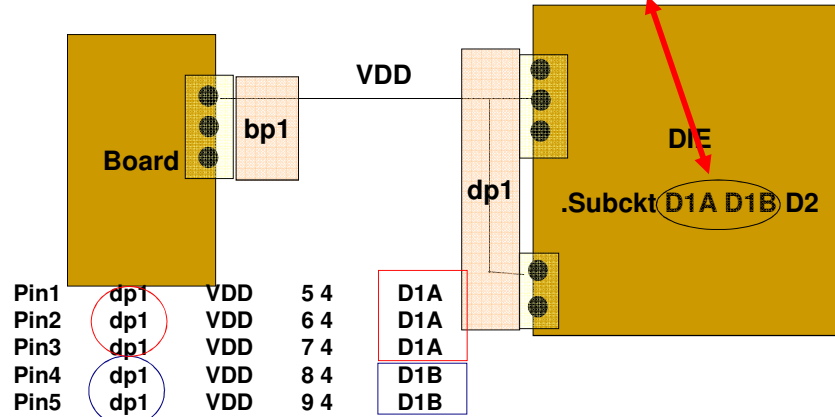 VDD
bp1
Board
DIE
dp1
.Subckt D1A D1B D2
Pin1 dp1 VDD 5 4 D1A
Pin2 dp1 VDD 6 4 D1A
Pin3 dp1 VDD 7 4 D1A
Pin4 dp1 VDD 8 4 D1B
Pin5 dp1 VDD 9 4 D1B